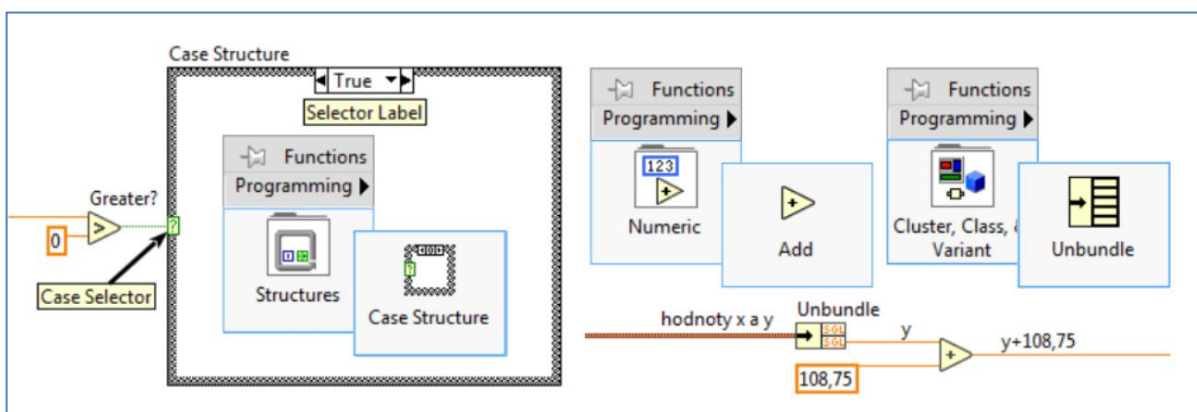 Case Structure
True
Selector Label
Functions
Programming
Structures
Case Structure
Greater?
0
Case Selector
Functions
Programming
123
Numeric
Add
Functions
Programming
Cluster, Class, &
Variant
Unbundle
hodnoty x a y
Unbundle
SGL
SGL
y
108,75
y+108,75